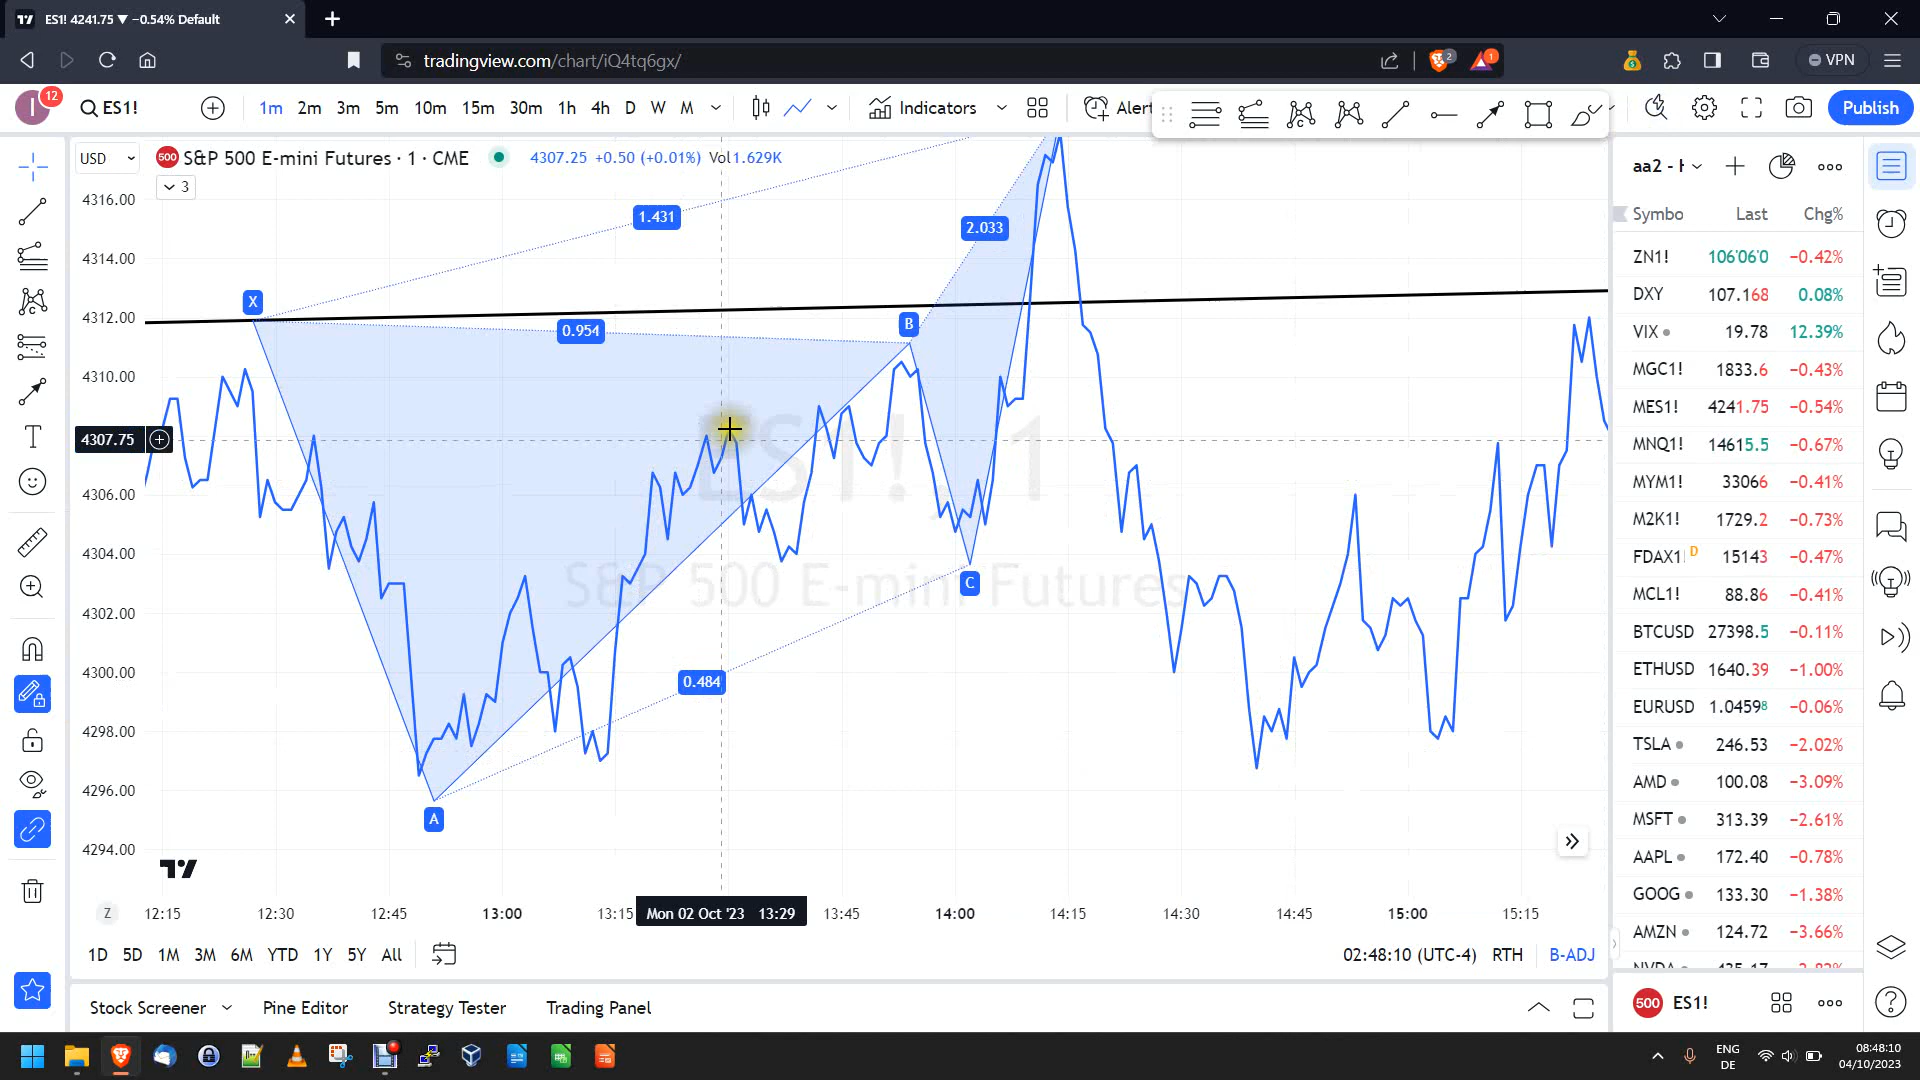 ES1! 4241.75 ▼ −0.54% Default
tradingview.com/chart/iQ4tq6gx/
2
1
VPN
I
12
ES1!
1m 2m 3m 5m 10m 15m 30m 1h 4h D W M
Indicators
Alert
Publish
USD
500 S&P 500 E-mini Futures · 1 · CME
4307.25 +0.50 (+0.01%) Vol 1.629K
3
4316.00
4314.00
4312.00
4310.00
4307.75
4306.00
4304.00
4302.00
4300.00
4298.00
4296.00
4294.00
1.431
2.033
X
0.954
B
ES1!, 1
S&P 500 E-mini Futures
C
0.484
A
Z
12:15 12:30 12:45 13:00 13:15 Mon 02 Oct '23 13:29 13:45 14:00 14:15 14:30 14:45 15:00 15:15
1D 5D 1M 3M 6M YTD 1Y 5Y All
02:48:10 (UTC-4) RTH B-ADJ
Stock Screener
Pine Editor
Strategy Tester
Trading Panel
Symbo Last Chg%
ZN1! 106'06'0 −0.42%
DXY 107.168 0.08%
VIX 19.78 12.39%
MGC1! 1833.6 −0.43%
MES1! 4241.75 −0.54%
MNQ1! 14615.5 −0.67%
MYM1! 33066 −0.41%
M2K1! 1729.2 −0.73%
FDAX1 D 15143 −0.47%
MCL1! 88.86 −0.41%
BTCUSD 27398.5 −0.11%
ETHUSD 1640.39 −1.00%
EURUSD 1.04598 −0.06%
TSLA 246.53 −2.02%
AMD 100.08 −3.09%
MSFT 313.39 −2.61%
AAPL 172.40 −0.78%
GOOG 133.30 −1.38%
AMZN 124.72 −3.66%
500 ES1!
ENG
DE
08:48:10
04/10/2023